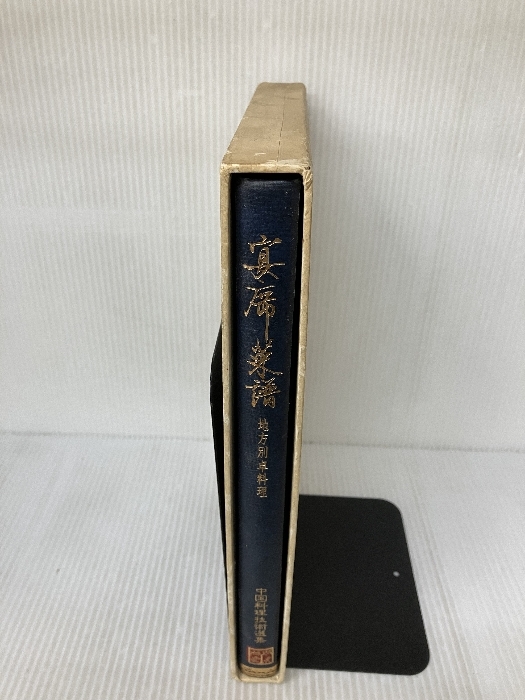 宴席菜譜
地方別卓料理
中国料理技術選集